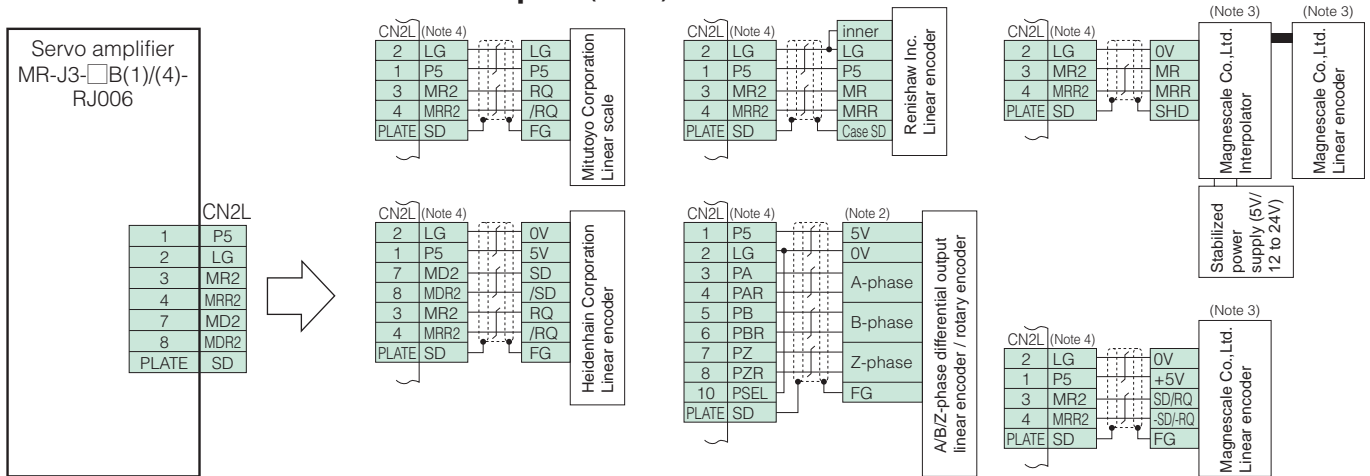 Servo amplifier
MR-J3-□B(1)/(4)-
RJ006
CN2L
1 P5
2 LG
3 MR2
4 MRR2
7 MD2
8 MDR2
PLATE SD
CN2L (Note 4)
2 LG LG
1 P5 P5
3 MR2 RQ
4 MRR2 /RQ
PLATE SD FG
Mitutoyo Corporation
Linear scale
CN2L (Note 4)
2 LG 0V
1 P5 5V
7 MD2 SD
8 MDR2 /SD
3 MR2 RQ
4 MRR2 /RQ
PLATE SD FG
Heidenhain Corporation
Linear encoder
CN2L (Note 4)
inner
2 LG LG
1 P5 P5
3 MR2 MR
4 MRR2 MRR
PLATE SD Case SD
Renishaw Inc.
Linear encoder
CN2L (Note 4) (Note 2)
1 P5 5V
2 LG 0V
3 PA A-phase
4 PAR
5 PB B-phase
6 PBR
7 PZ Z-phase
8 PZR
10 PSEL FG
PLATE SD
A/B/Z-phase differential output
linear encoder / rotary encoder
(Note 3) (Note 3)
CN2L (Note 4)
2 LG 0V
3 MR2 MR
4 MRR2 MRR
PLATE SD SHD
Magnescale Co.,Ltd.
Interpolator
Magnescale Co.,Ltd.
Linear encoder
Stabilized
power
supply (5V/
12 to 24V)
(Note 3)
CN2L (Note 4)
2 LG 0V
1 P5 +5V
3 MR2 SD/RQ
4 MRR2 -SD/-RQ
PLATE SD FG
Magnescale Co.,Ltd.
Linear encoder